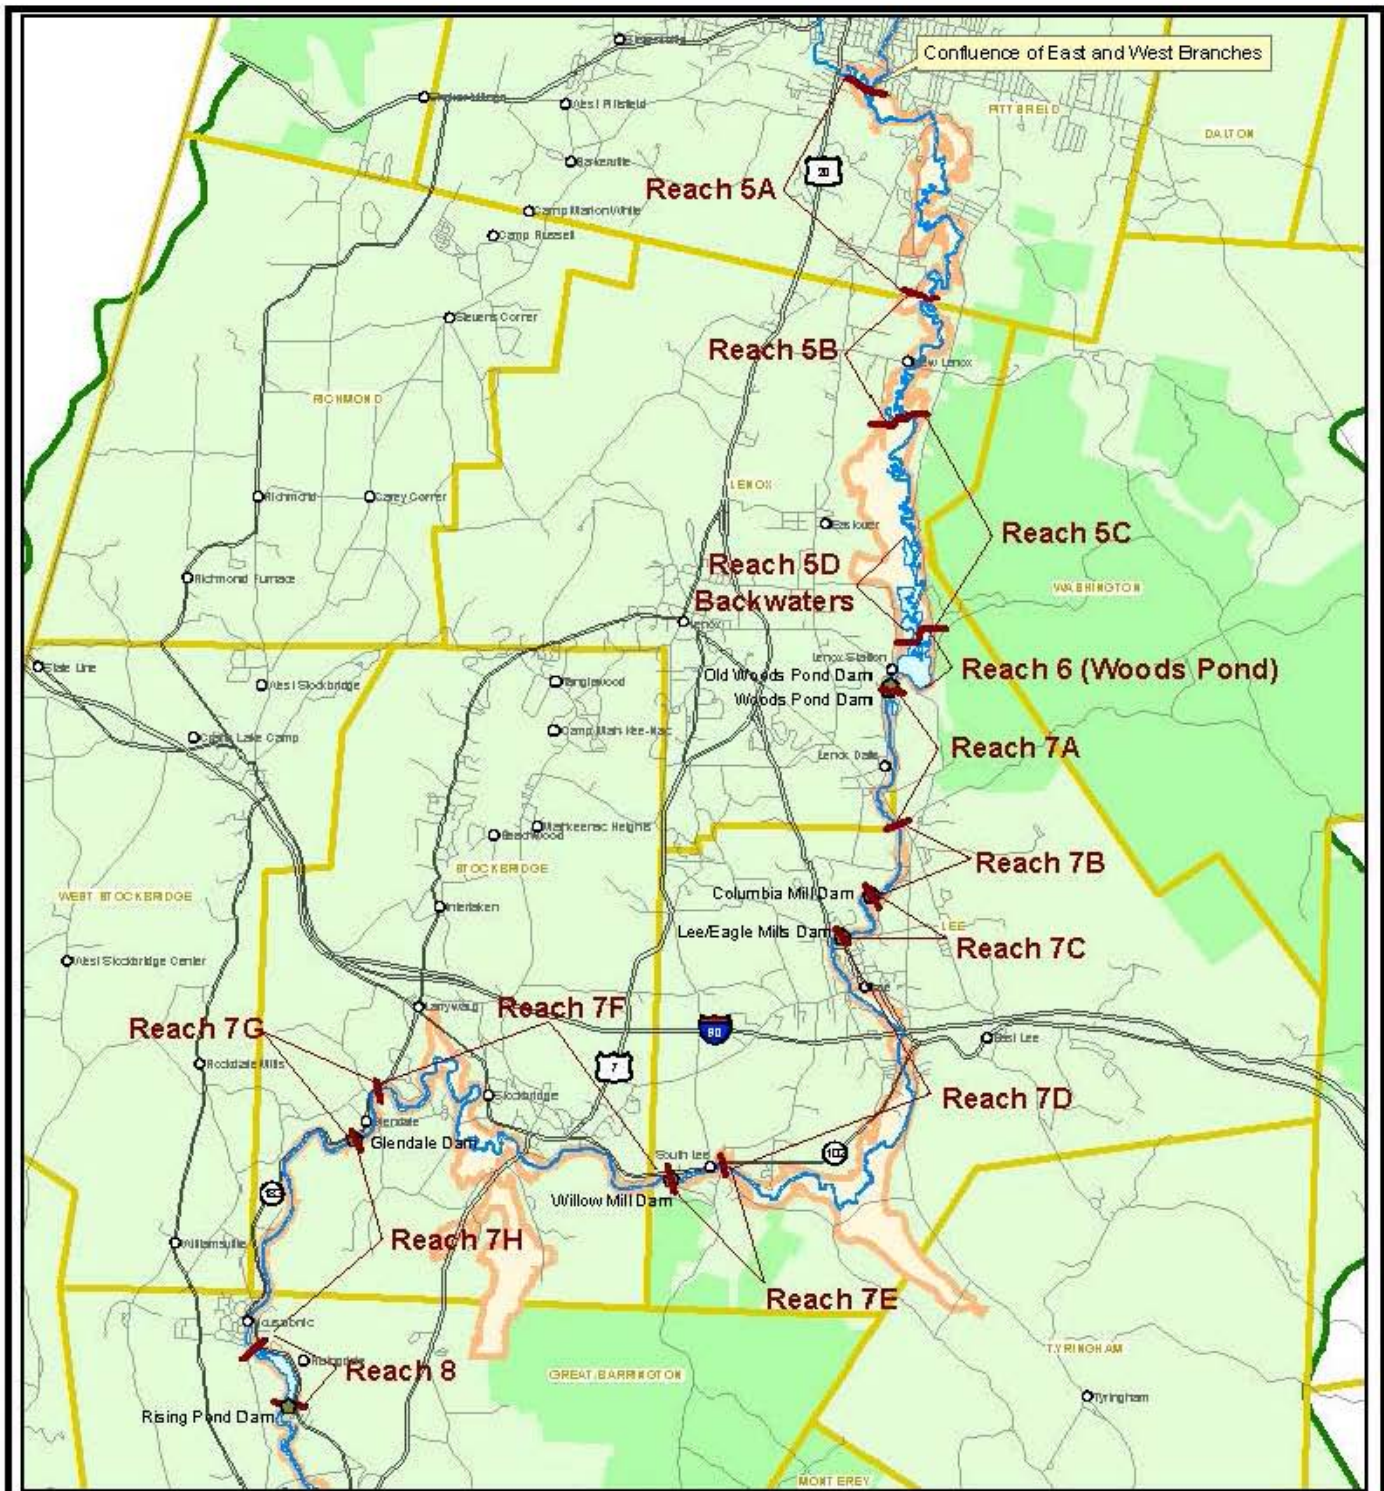 Confluence of East and West Branches
PITTSFIELD
DALTON
West Pittsfield
20
Barkerville
Reach 5A
Camp Marion White
Camp Russell
Stevens Corner
Reach 5B
New Lenox
RICHMOND
LENOX
Richmond
Carey Corner
Reach 5C
Reach 5D
Backwaters
Richmond Furnace
WASHINGTON
Lenox
State Line
Lenox Station
Reach 6 (Woods Pond)
Old Woods Pond Dam
West Stockbridge
Tanglewood
Woods Pond Dam
Camp Mah-Kee-Nac
Lenox Dale
Reach 7A
Mahkeenac Heights
Beachwood
Reach 7B
STOCKBRIDGE
WEST STOCKBRIDGE
Columbia Mill Dam
Interlaken
Lee/Eagle Mills Dam
LEE
Reach 7C
West Stockbridge Center
Lee
Larrywaug
Reach 7F
Reach 7G
90
East Lee
Rockdale Mills
7
Stockbridge
Reach 7D
Glendale
Glendale Dam
South Lee
102
183
Willow Mill Dam
Williamsville
Reach 7H
Reach 7E
Housatonic
TYRINGHAM
Reach 8
GREAT BARRINGTON
Tyringham
Rising Pond Dam
MONTEREY